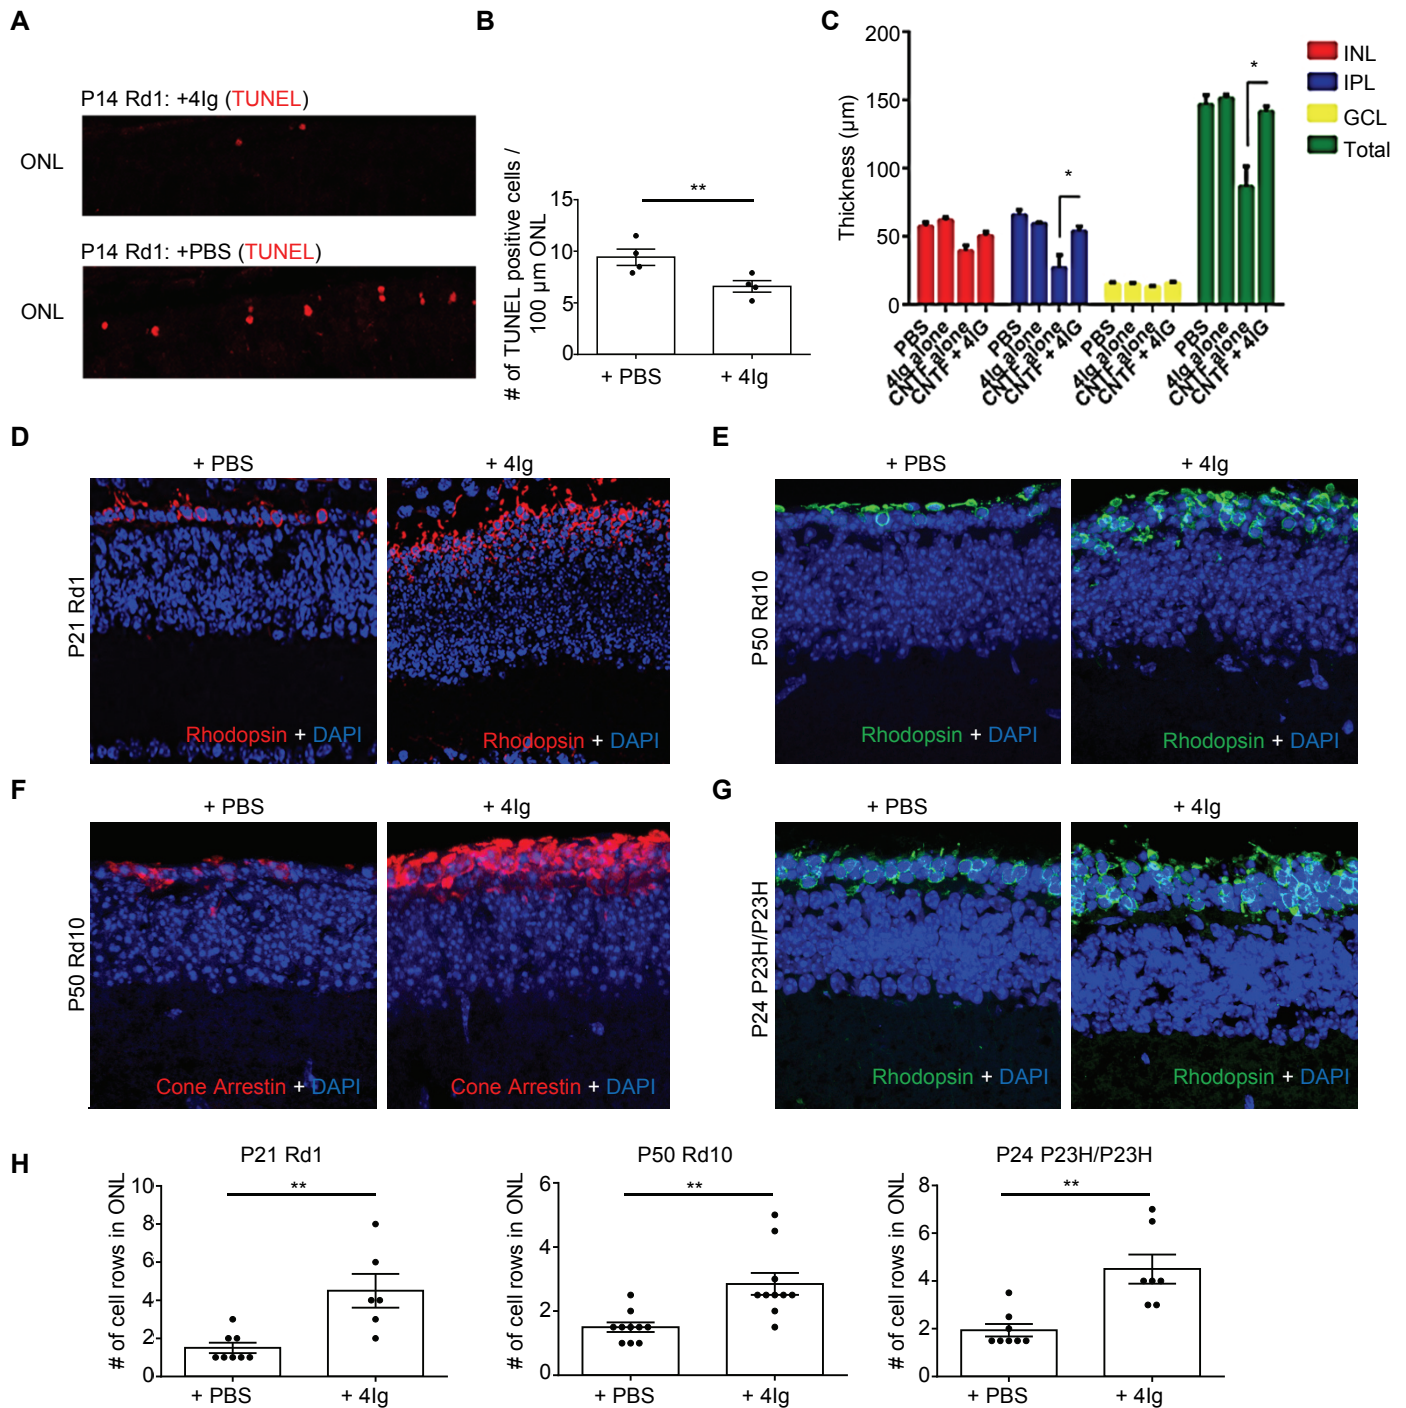 A
P14 Rd1: +4Ig (TUNEL)
ONL
P14 Rd1: +PBS (TUNEL)
ONL
B
# of TUNEL positive cells /
100 µm ONL
15
10
5
0
**
+ PBS
+ 4Ig
C
Thickness (µm)
200
150
100
50
0
*
*
INL
IPL
GCL
Total
PBS
4Ig alone
CNTF alone
CNTF + 4IG
PBS
4Ig alone
CNTF alone
CNTF + 4IG
PBS
4Ig alone
CNTF alone
CNTF + 4IG
PBS
4Ig alone
CNTF alone
CNTF + 4IG
D
+ PBS
+ 4Ig
P21 Rd1
Rhodopsin + DAPI
Rhodopsin + DAPI
E
+ PBS
+ 4Ig
P50 Rd10
Rhodopsin + DAPI
Rhodopsin + DAPI
F
+ PBS
+ 4Ig
P50 Rd10
Cone Arrestin + DAPI
Cone Arrestin + DAPI
G
+ PBS
+ 4Ig
P24 P23H/P23H
Rhodopsin + DAPI
Rhodopsin + DAPI
H
P21 Rd1
# of cell rows in ONL
10
8
6
4
2
0
**
+ PBS
+ 4Ig
P50 Rd10
# of cell rows in ONL
6
4
2
0
**
+ PBS
+ 4Ig
P24 P23H/P23H
# of cell rows in ONL
8
6
4
2
0
**
+ PBS
+ 4Ig